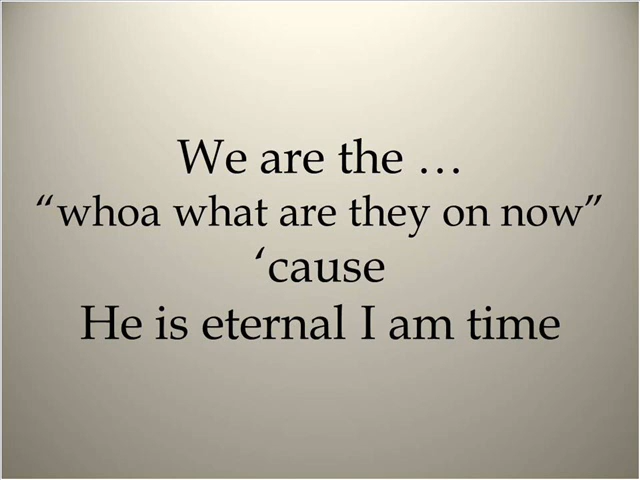 We are the …
“whoa what are they on now”
‘cause
He is eternal I am time